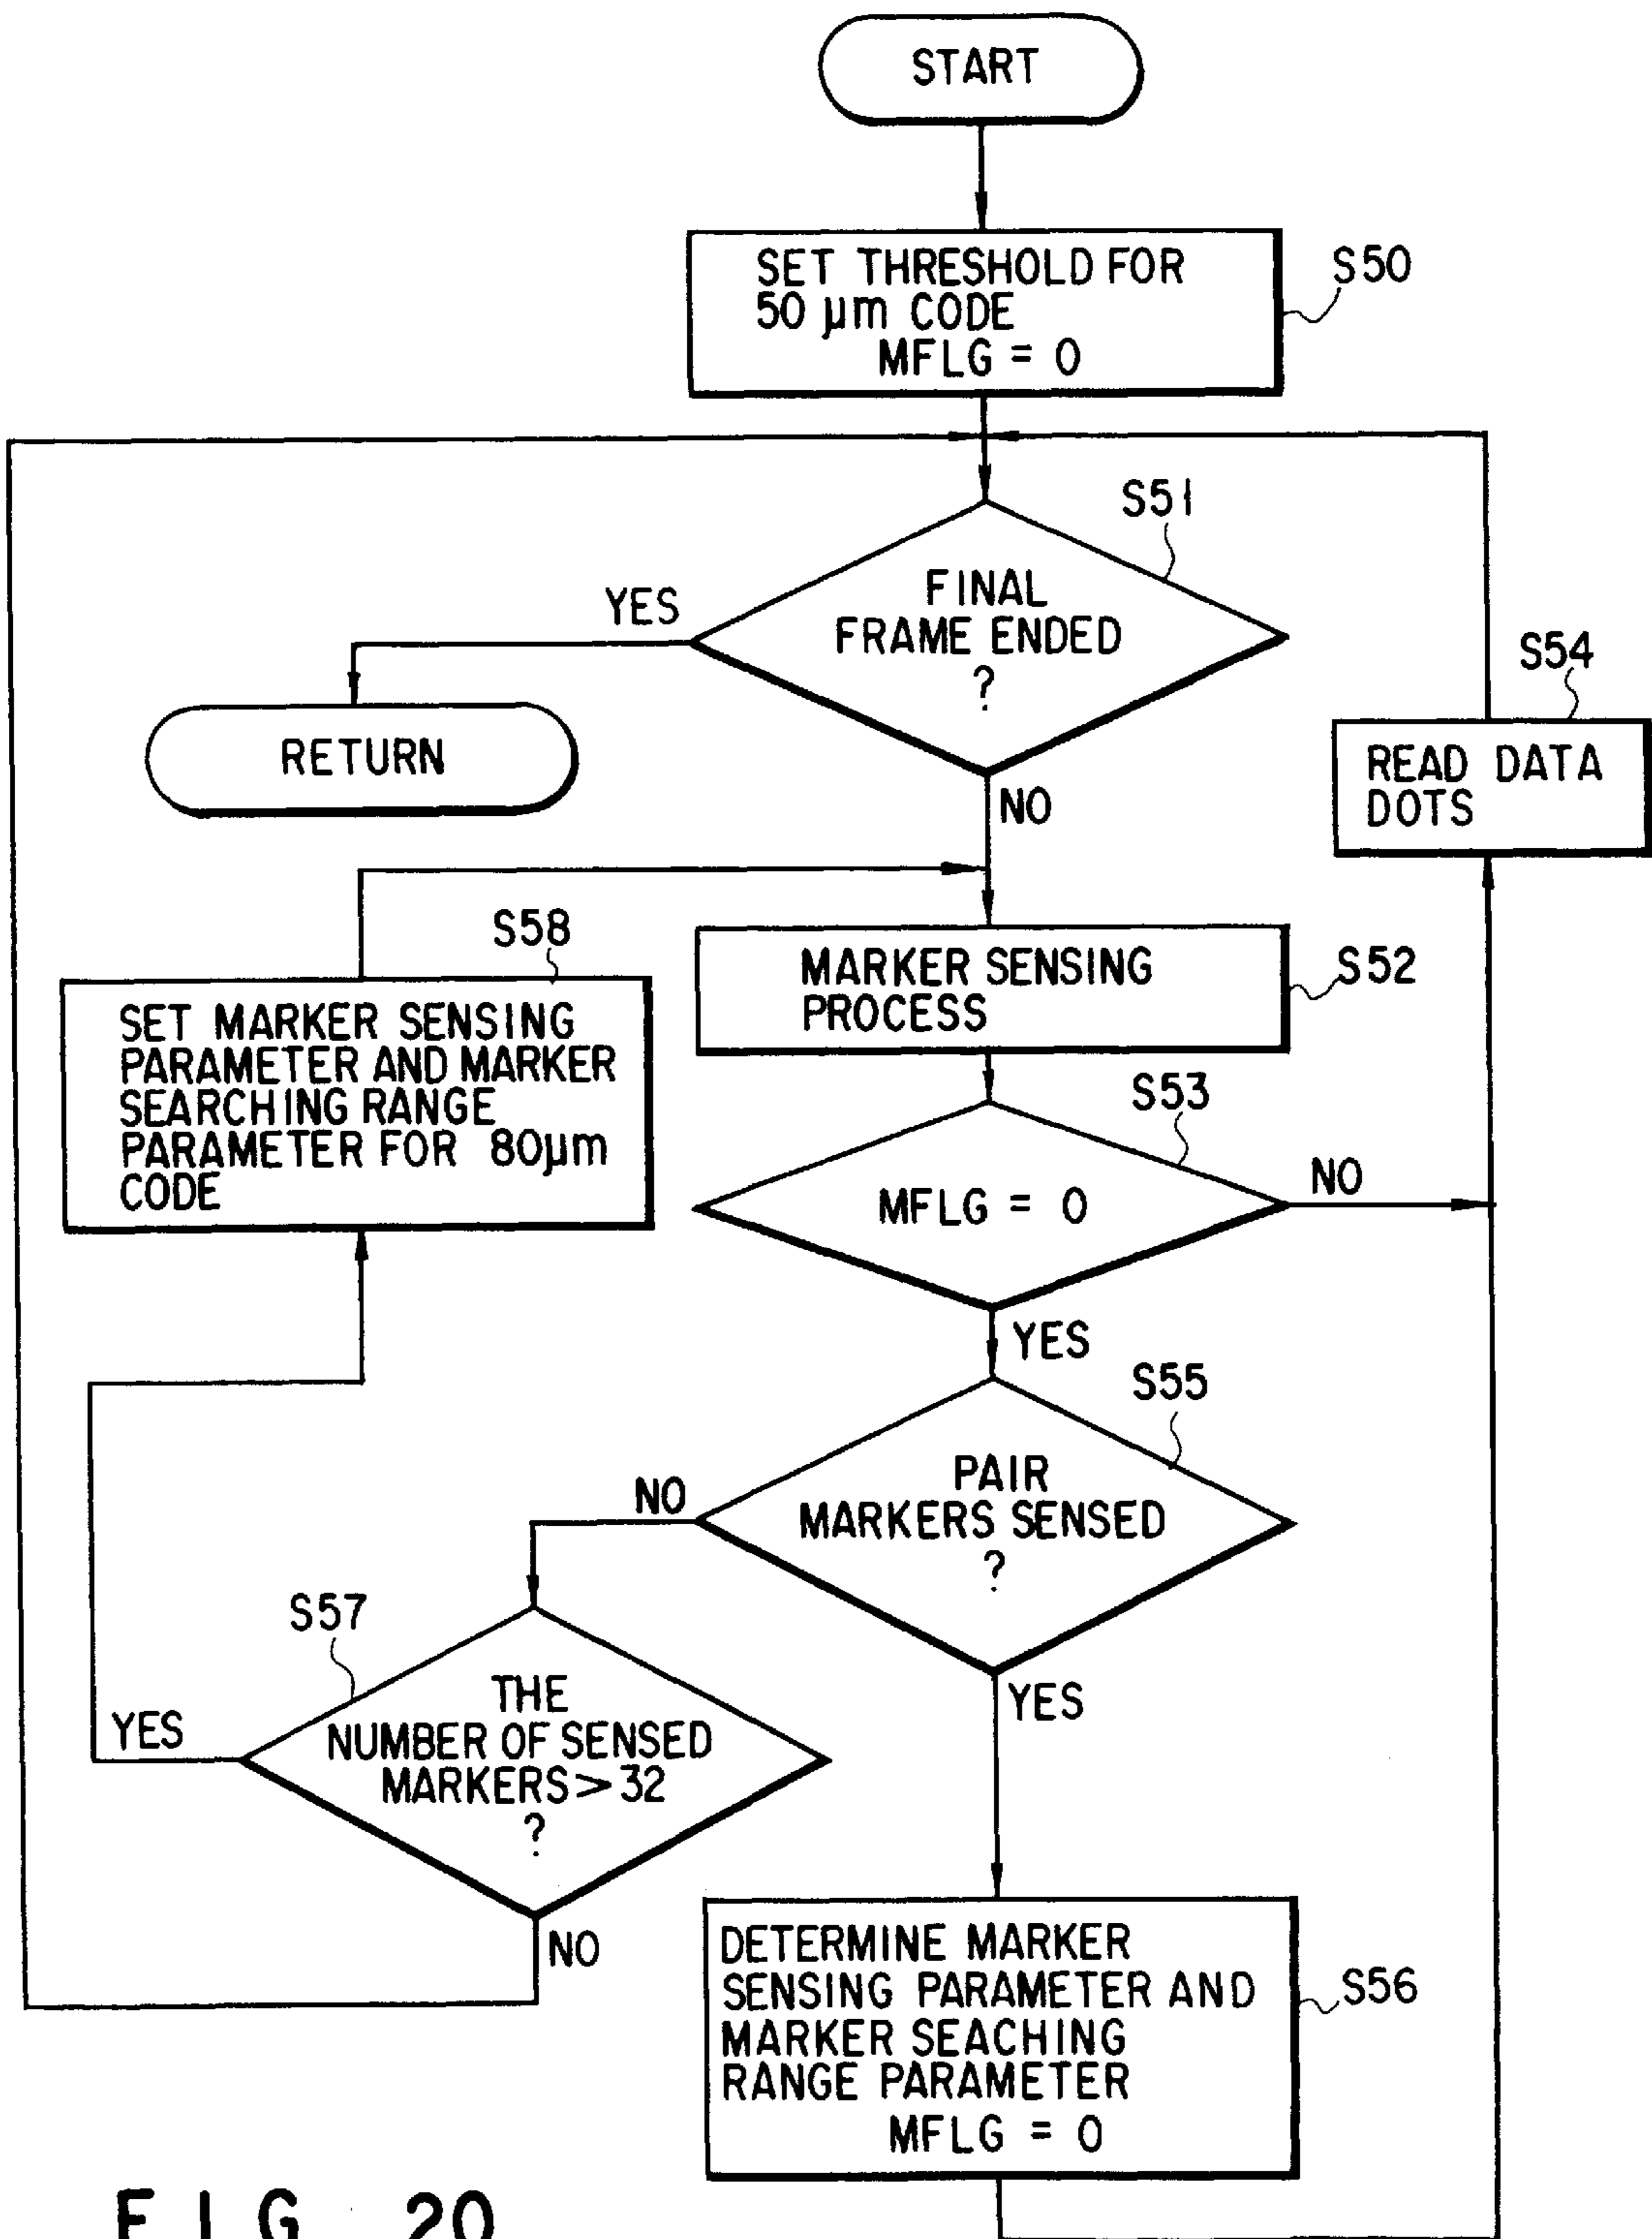 START
SET THRESHOLD FOR
50 µm CODE
MFLG = 0
S50
S51
FINAL
FRAME ENDED
?
YES
NO
RETURN
S54
READ DATA
DOTS
S58
SET MARKER SENSING
PARAMETER AND MARKER
SEARCHING RANGE
PARAMETER FOR 80µm
CODE
MARKER SENSING
PROCESS
S52
S53
MFLG = 0
NO
YES
S55
PAIR
MARKERS SENSED
?
NO
YES
S57
THE
NUMBER OF SENSED
MARKERS > 32
?
YES
NO
DETERMINE MARKER
SENSING PARAMETER AND
MARKER SEACHING
RANGE PARAMETER
MFLG = 0
S56
FIG. 20